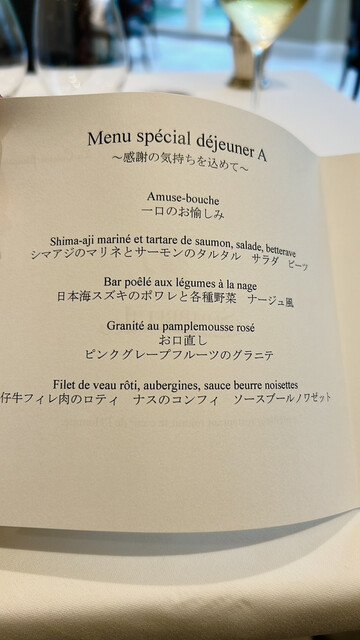 Menu spécial déjeuner A
～感謝の気持ちを込めて～
Amuse-bouche
一口のお愉しみ
Shima-aji mariné et tartare de saumon, salade, betterave
シマアジのマリネとサーモンのタルタル サラダ ビーツ
Bar poêlé aux légumes à la nage
日本海スズキのポワレと各種野菜 ナージュ風
Granité au pamplemousse rosé
お口直し
ピンクグレープフルーツのグラニテ
Filet de veau rôti, aubergines, sauce beurre noisettes
仔牛フィレ肉のロティ ナスのコンフィ ソースブールノワゼット